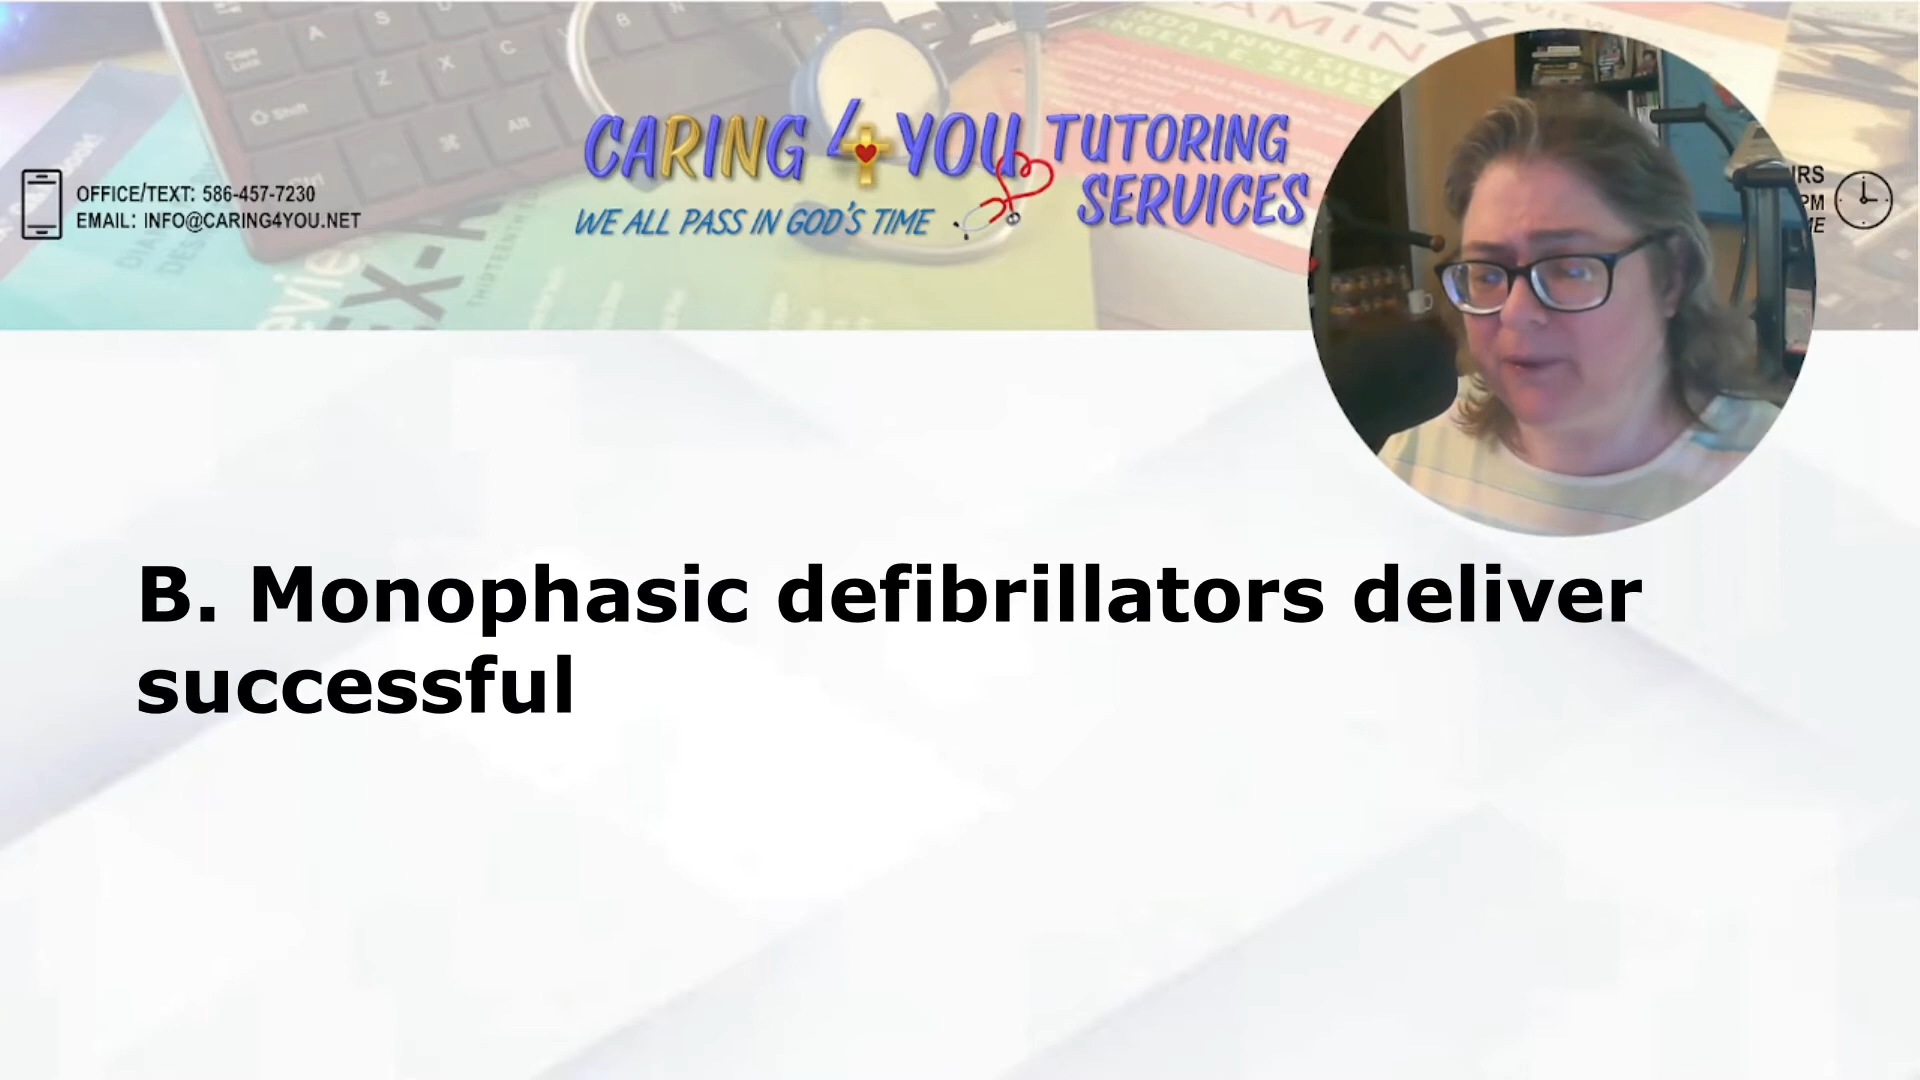 OFFICE/TEXT: 586-457-7230
EMAIL: INFO@CARING4YOU.NET
CARING 4 YOU TUTORING
SERVICES
WE ALL PASS IN GOD'S TIME
B. Monophasic defibrillators deliver
successful